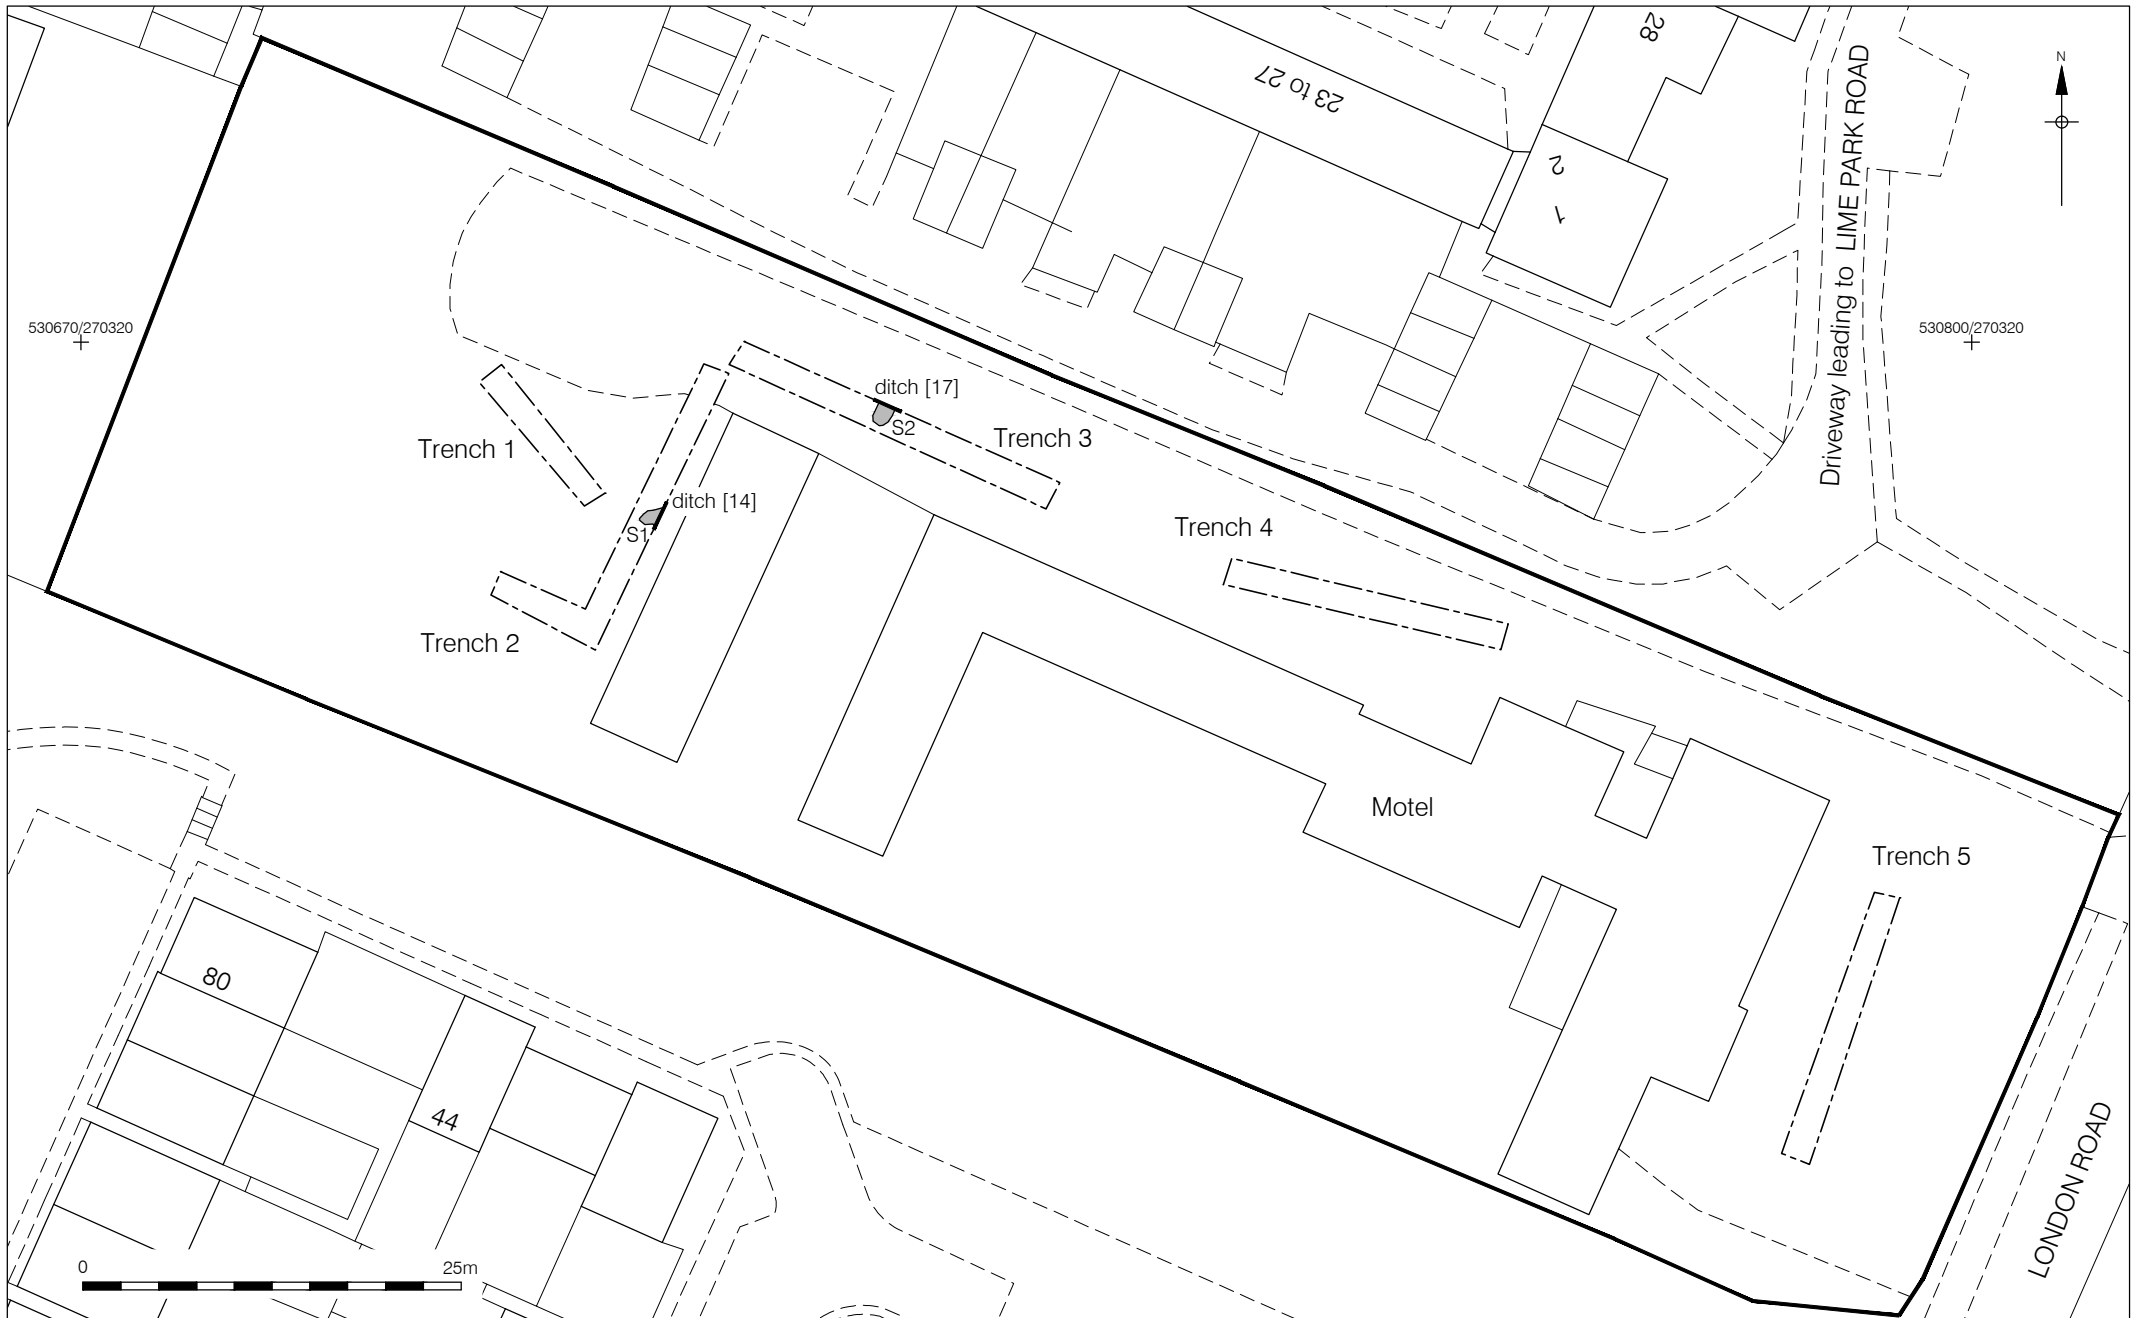 28
N
23 to 27
2
1
Driveway leading to LIME PARK ROAD
530670/270320
530800/270320
ditch [17]
S2
Trench 3
Trench 1
ditch [14]
S1
Trench 4
Trench 2
Motel
Trench 5
80
44
LONDON ROAD
0
25m